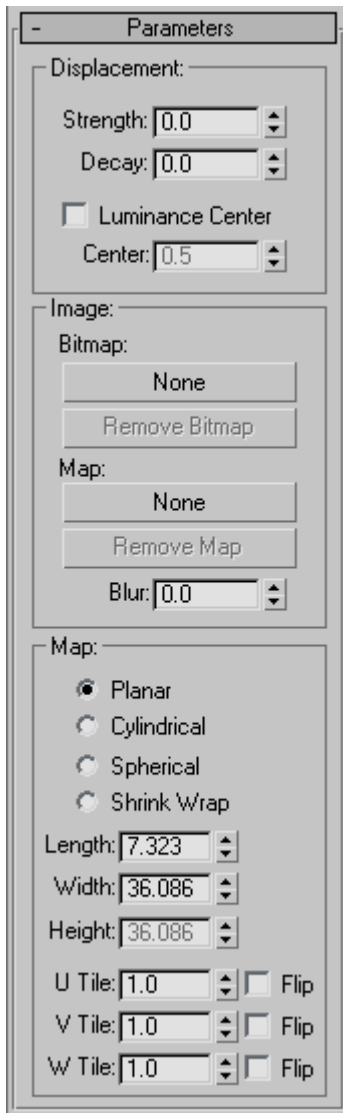 - Parameters
Displacement:
Strength: 0.0
Decay: 0.0
Luminance Center
Center: 0.5
Image:
Bitmap:
None
Remove Bitmap
Map:
None
Remove Map
Blur: 0.0
Map:
Planar
Cylindrical
Spherical
Shrink Wrap
Length: 7.323
Width: 36.086
Height: 36.086
U Tile: 1.0 Flip
V Tile: 1.0 Flip
W Tile: 1.0 Flip